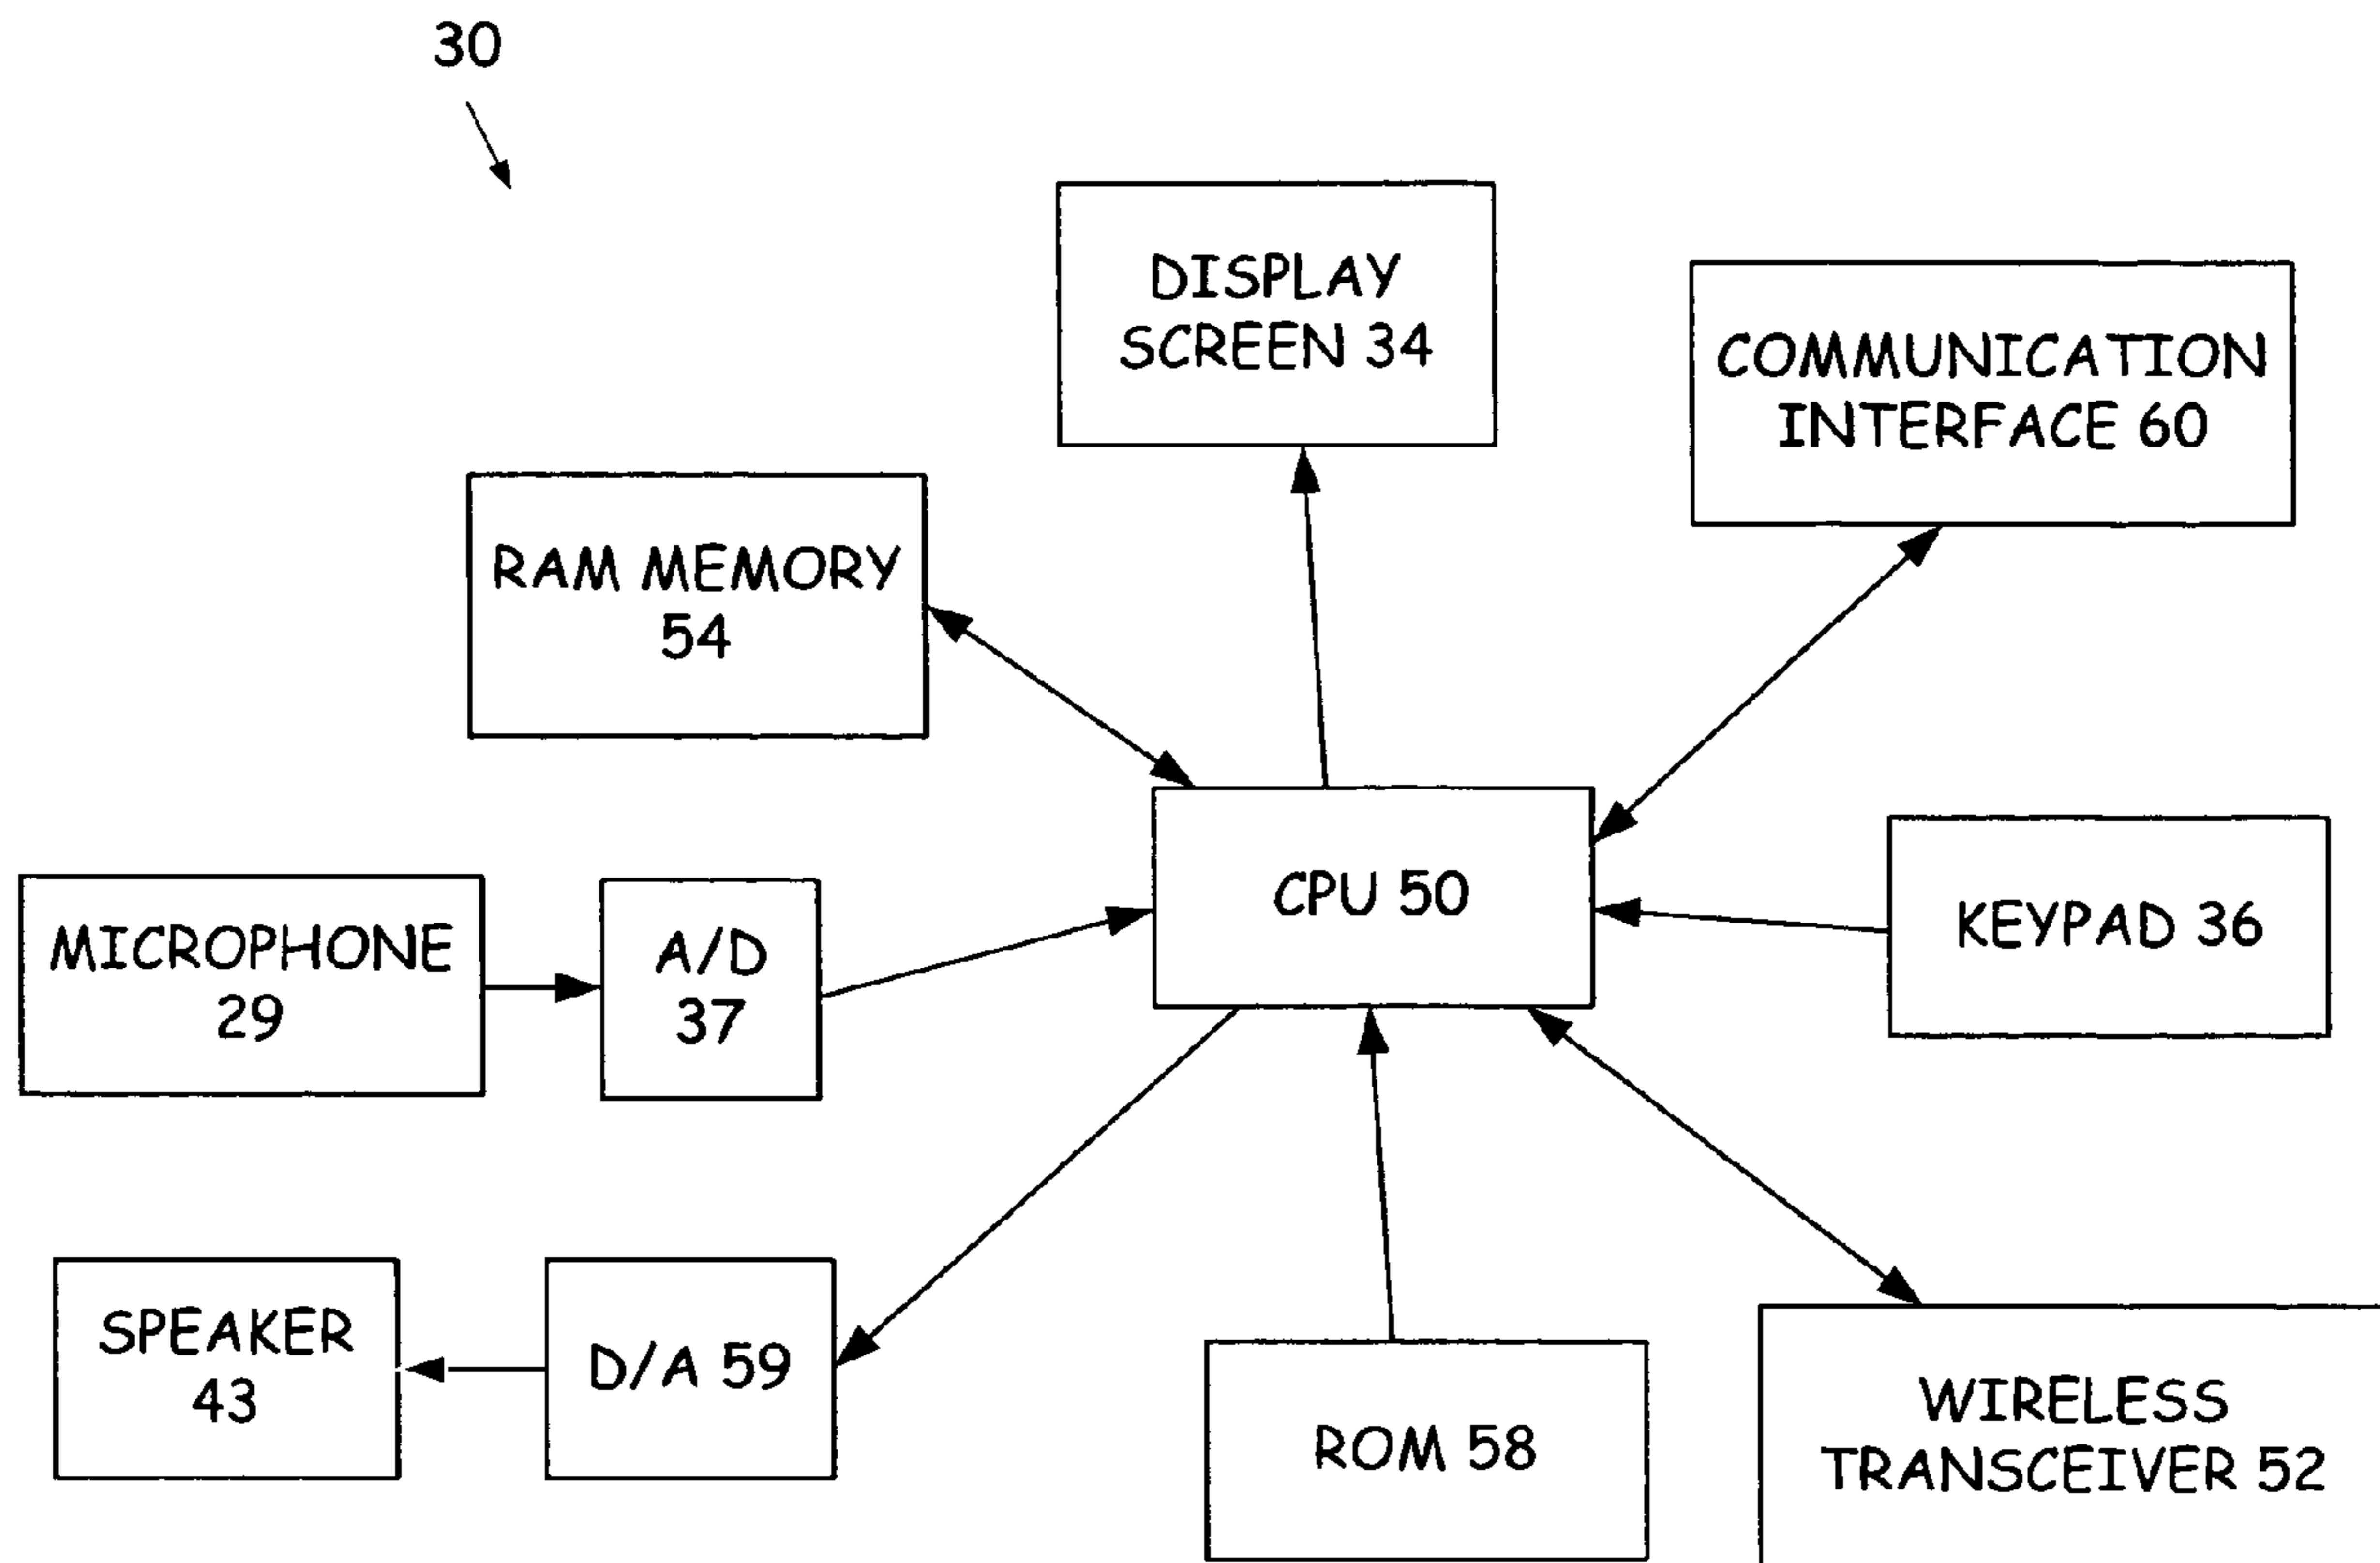 30
DISPLAY
SCREEN 34
COMMUNICATION
INTERFACE 60
RAM MEMORY
54
CPU 50
KEYPAD 36
MICROPHONE
29
A/D
37
SPEAKER
43
D/A 59
ROM 58
WIRELESS
TRANSCEIVER 52